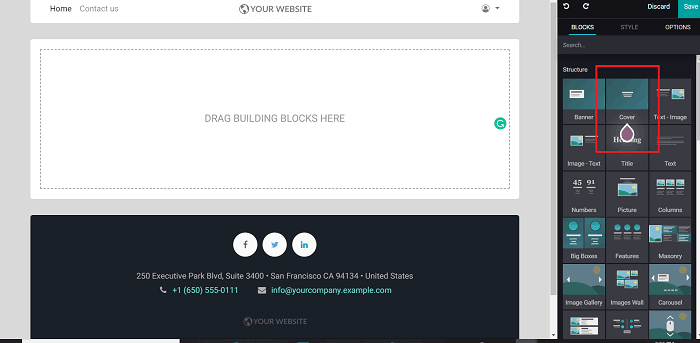 Home Contact us YOUR WEBSITE Discard Save
BLOCKS STYLE OPTIONS
Search...
Structure
Banner Cover Text - Image
Heading
Image - Text Title Text
45 91
Numbers Picture Columns
Big Boxes Features Masonry
Image Gallery Images Wall Carousel
DRAG BUILDING BLOCKS HERE
250 Executive Park Blvd, Suite 3400 • San Francisco CA 94134 • United States
+1 (650) 555-0111 info@yourcompany.example.com
YOUR WEBSITE